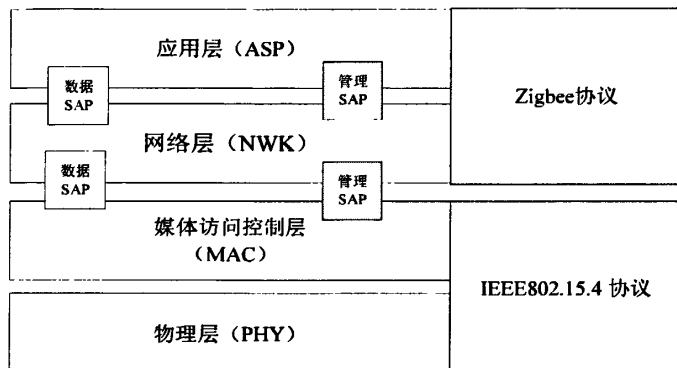 应用层（ASP）
数据
SAP
管理
SAP
Zigbee协议
网络层（NWK）
数据
SAP
管理
SAP
媒体访问控制层
（MAC）
IEEE802.15.4 协议
物理层（PHY）